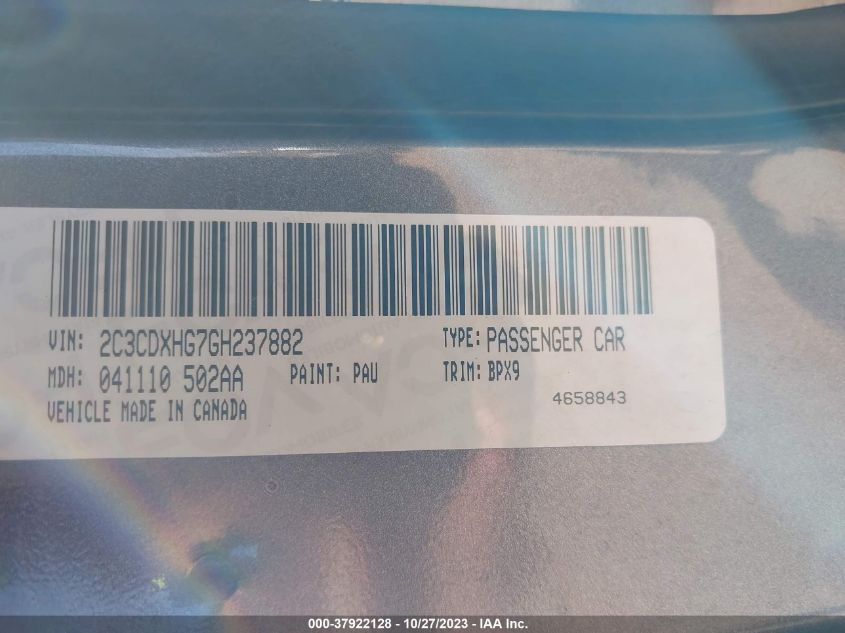 VIN: 2C3CDXHG7GH237882 TYPE: PASSENGER CAR
MDH: 041110 502AA PAINT: PAU TRIM: BPX9
VEHICLE MADE IN CANADA 4658843
000-37922128 - 10/27/2023 - IAA Inc.